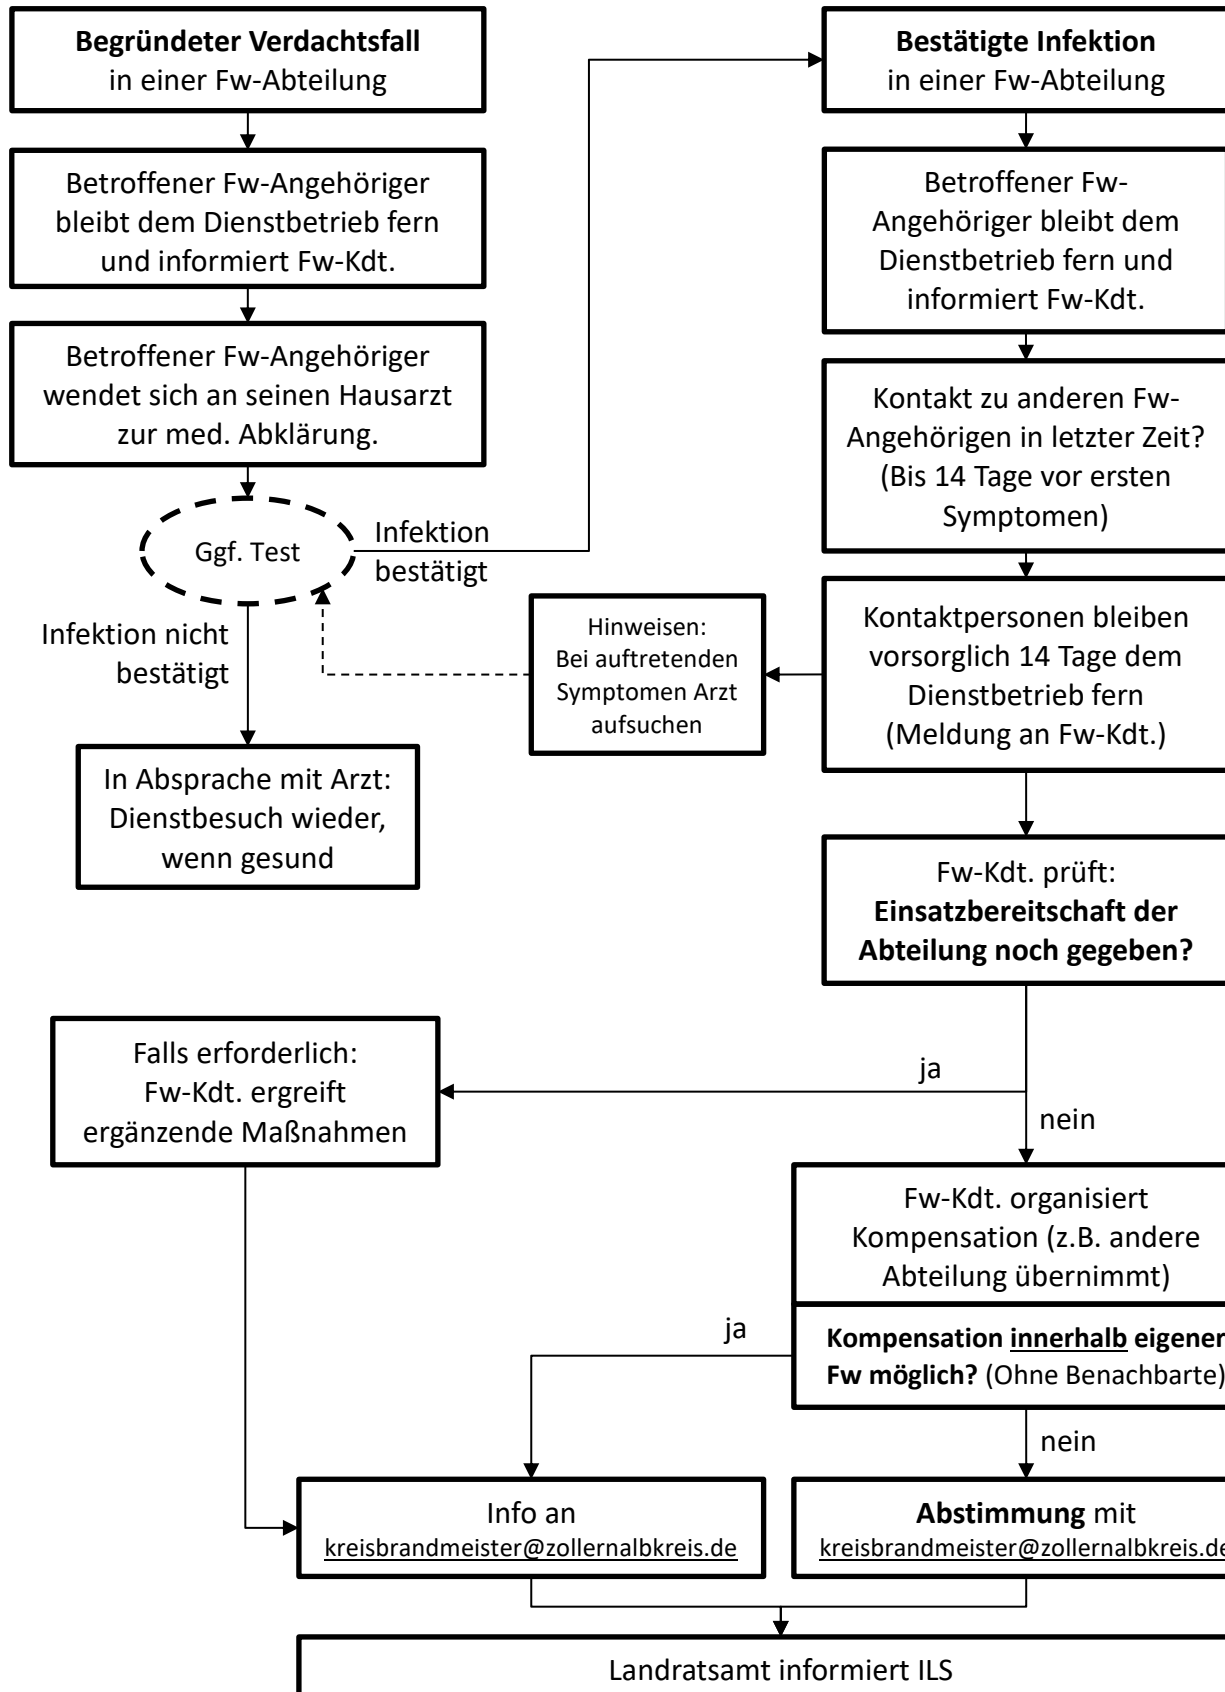 Begründeter Verdachtsfall
in einer Fw-Abteilung
Betroffener Fw-Angehöriger
bleibt dem Dienstbetrieb fern
und informiert Fw-Kdt.
Betroffener Fw-Angehöriger
wendet sich an seinen Hausarzt
zur med. Abklärung.
Ggf. Test
Infektion
bestätigt
Infektion nicht
bestätigt
In Absprache mit Arzt:
Dienstbesuch wieder,
wenn gesund
Bestätigte Infektion
in einer Fw-Abteilung
Betroffener Fw-
Angehöriger bleibt dem
Dienstbetrieb fern und
informiert Fw-Kdt.
Kontakt zu anderen Fw-
Angehörigen in letzter Zeit?
(Bis 14 Tage vor ersten
Symptomen)
Kontaktpersonen bleiben
vorsorglich 14 Tage dem
Dienstbetrieb fern
(Meldung an Fw-Kdt.)
Hinweisen:
Bei auftretenden
Symptomen Arzt
aufsuchen
Fw-Kdt. prüft:
Einsatzbereitschaft der
Abteilung noch gegeben?
ja
nein
Falls erforderlich:
Fw-Kdt. ergreift
ergänzende Maßnahmen
Fw-Kdt. organisiert
Kompensation (z.B. andere
Abteilung übernimmt)
Kompensation innerhalb eigener
Fw möglich? (Ohne Benachbarte)
ja
nein
Info an
kreisbrandmeister@zollernalbkreis.de
Abstimmung mit
kreisbrandmeister@zollernalbkreis.de
Landratsamt informiert ILS